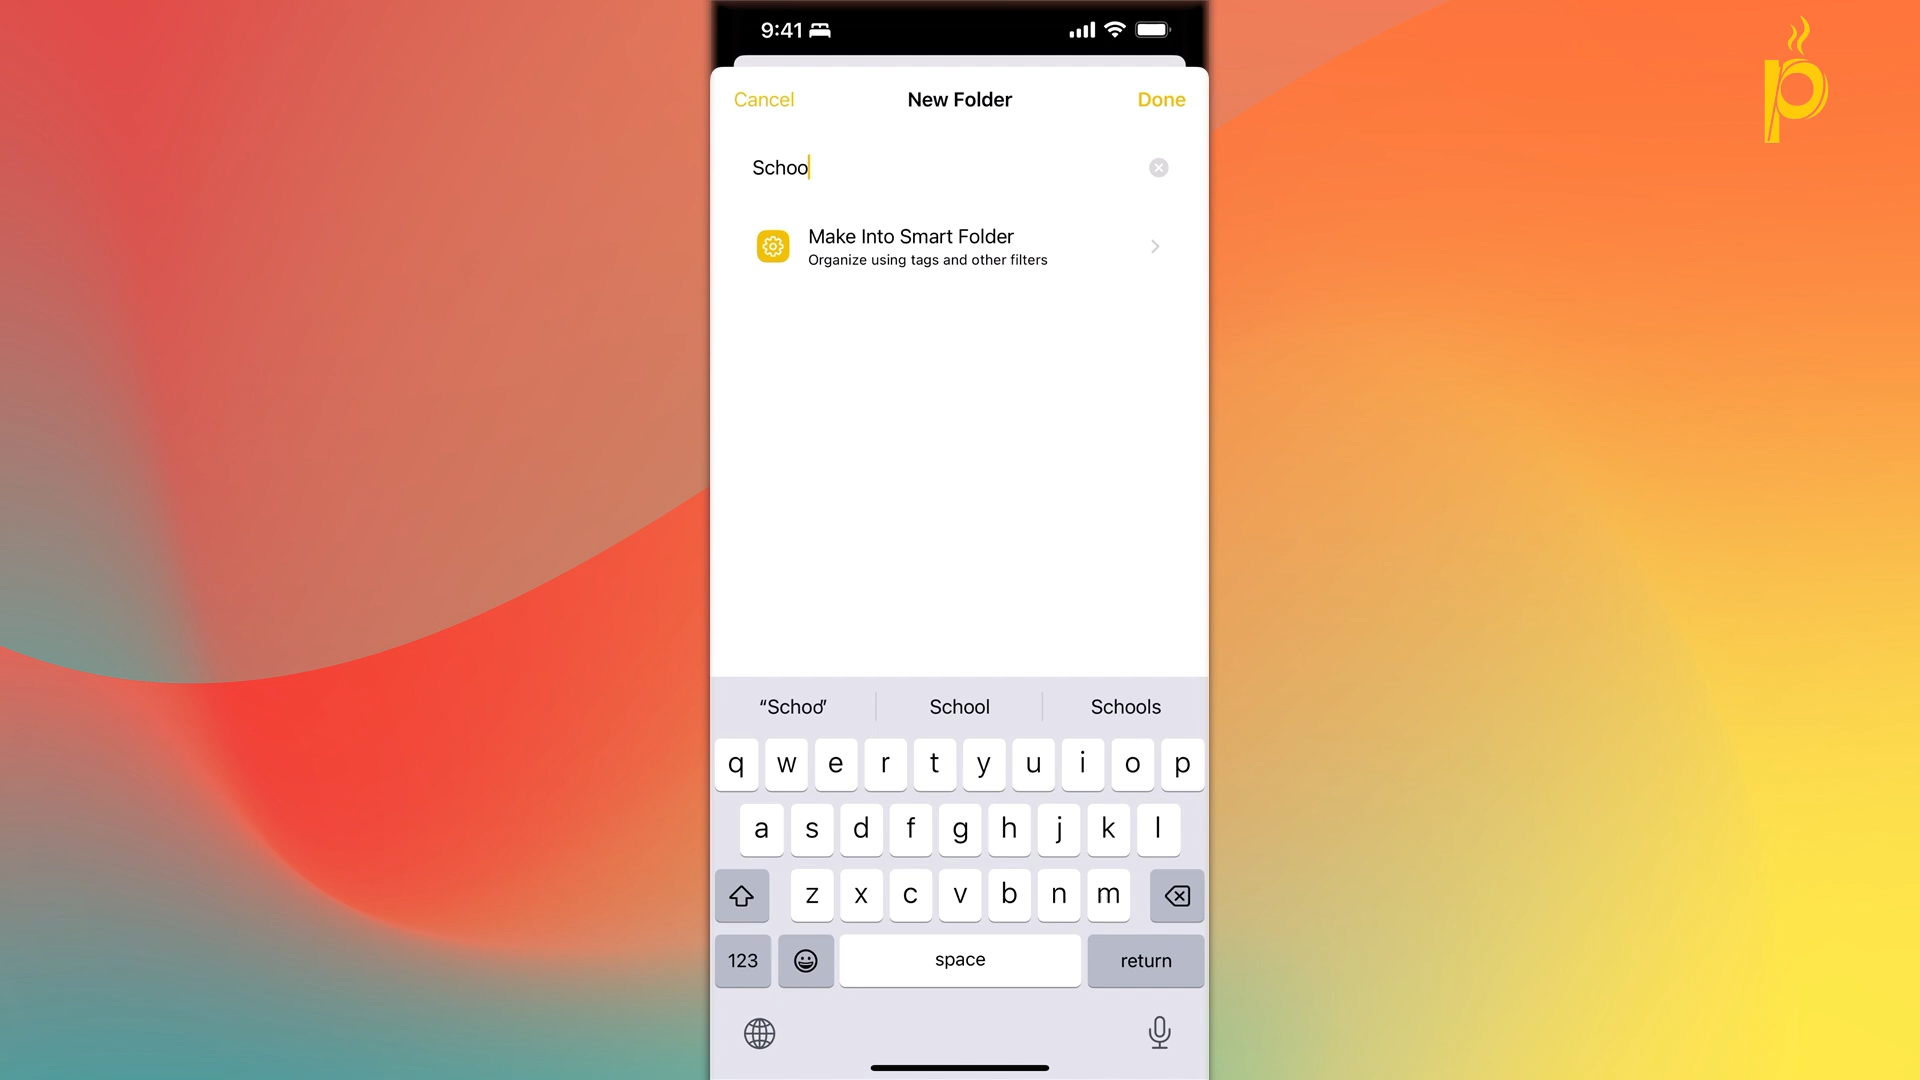 9:41
Cancel New Folder Done
Schoo
Make Into Smart Folder
Organize using tags and other filters
“Schoo” School Schools
q w e r t y u i o p
a s d f g h j k l
z x c v b n m
123 space return
p